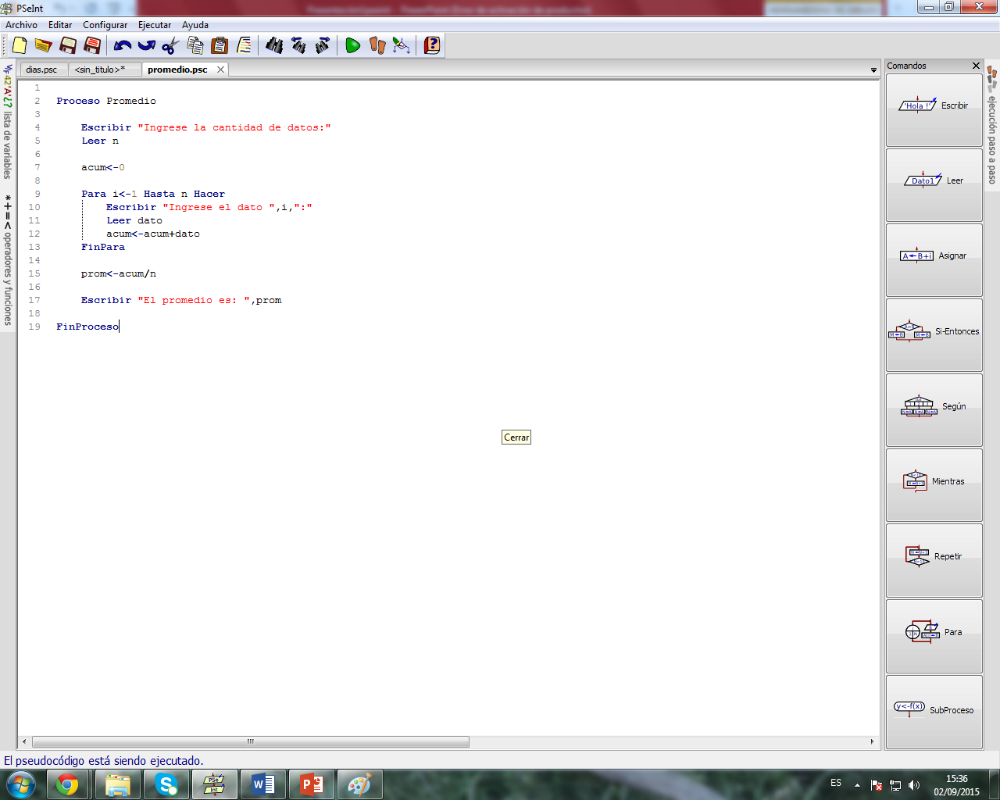 PSeInt
Archivo Editar Configurar Ejecutar Ayuda
dias.psc <sin_titulo>* promedio.psc
Comandos
1
2 Proceso Promedio
3
4 Escribir "Ingrese la cantidad de datos:"
5 Leer n
6
7 acum<-0
8
9 Para i<-1 Hasta n Hacer
10 Escribir "Ingrese el dato ",i,":"
11 Leer dato
12 acum<-acum+dato
13 FinPara
14
15 prom<-acum/n
16
17 Escribir "El promedio es: ",prom
18
19 FinProceso
Cerrar
lista de variables
* + = < operadores y funciones
'Hola !' Escribir
Dato1 Leer
A B+i Asignar
Si-Entonces
Según
Mientras
Repetir
Para
y<-f(x) SubProceso
ejecución paso a paso
El pseudocódigo está siendo ejecutado.
ES
15:36
02/09/2015